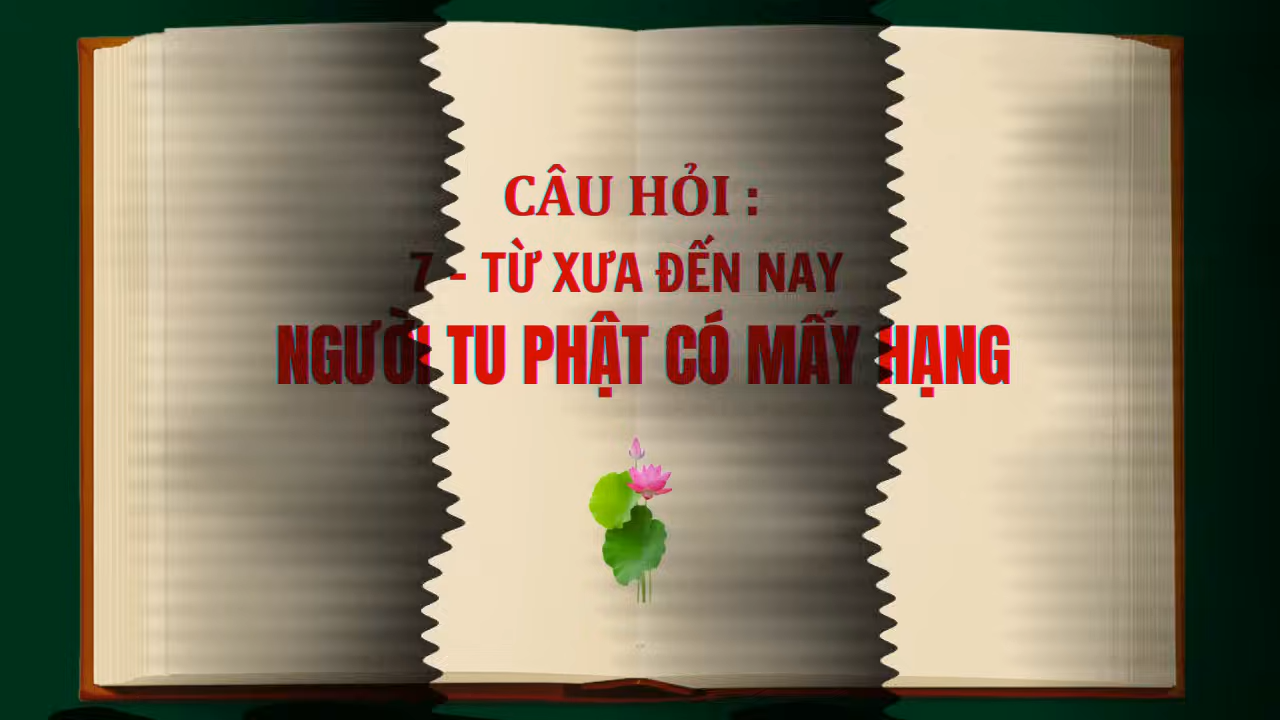 CÂU HỎI :
7 - TỪ XƯA ĐẾN NAY
NGƯỜI TU PHẬT CÓ MẤY HẠNG